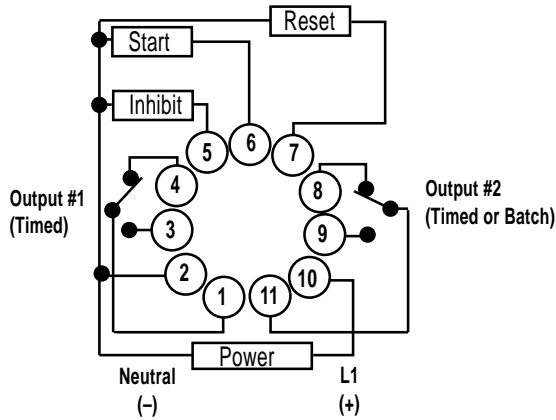 Reset
Start
Inhibit
6
5
7
4
8
Output #1
(Timed)
Output #2
(Timed or Batch)
3
9
2
10
1
11
Power
Neutral
(–)
L1
(+)